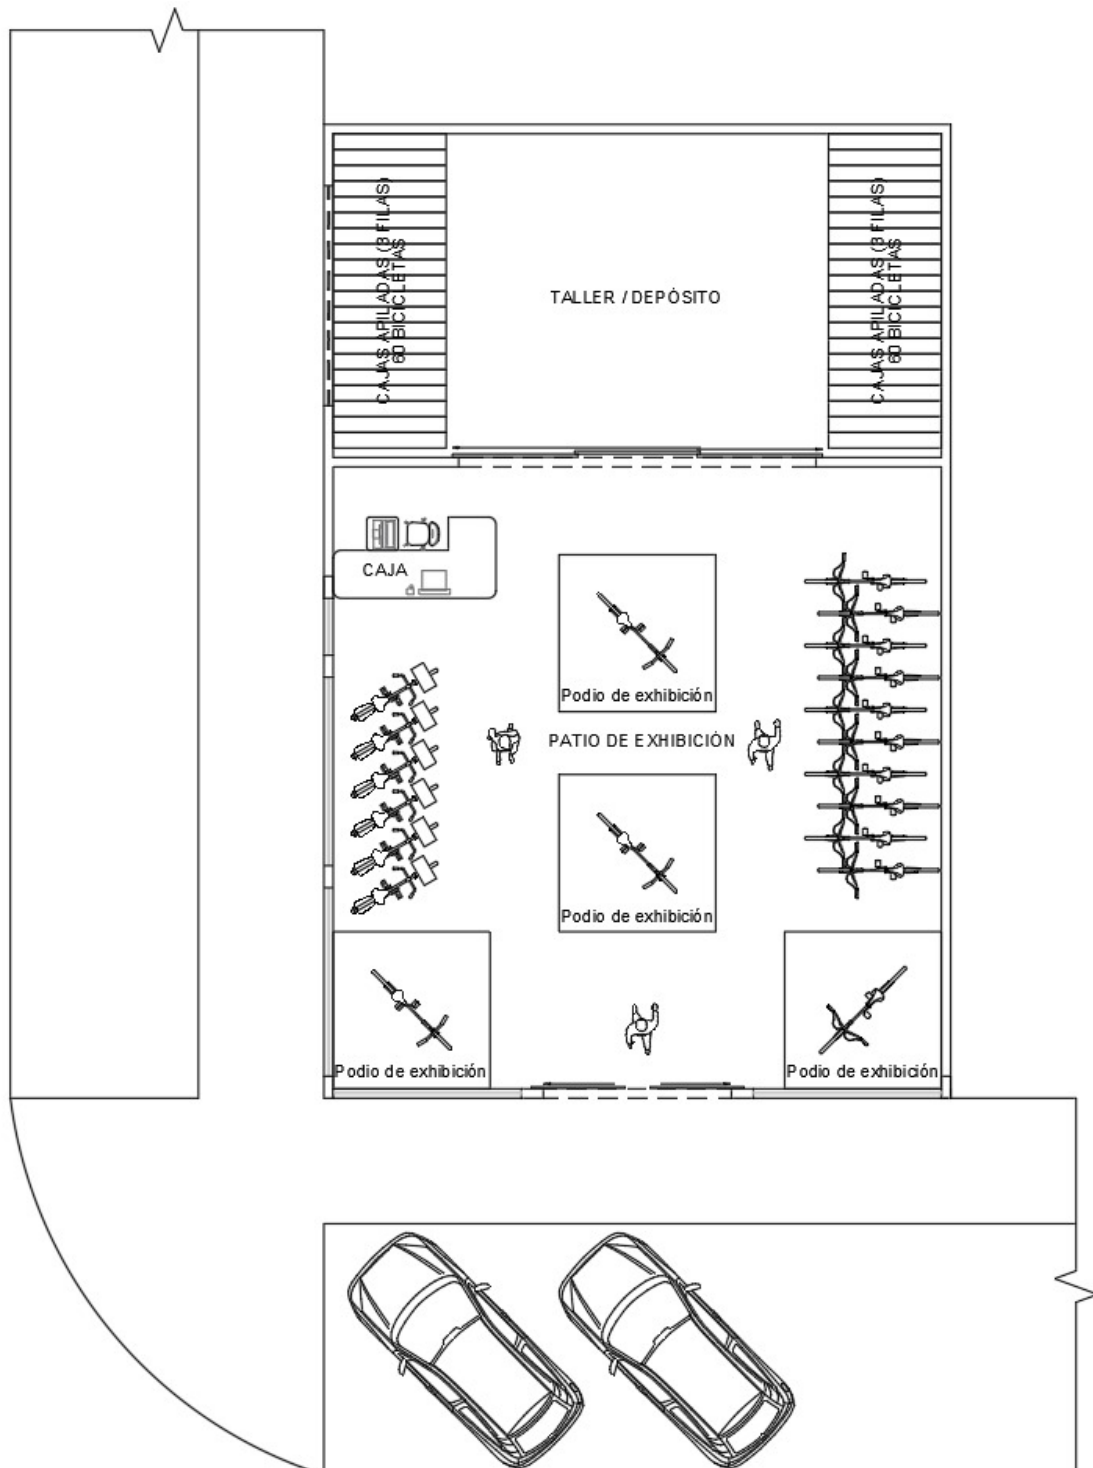 CAJAS APILADAS (3 FILAS)
60 BICICLETAS
TALLER / DEPÓSITO
CAJAS APILADAS (3 FILAS)
60 BICICLETAS
CAJA
Podio de exhibición
PATIO DE EXHIBICIÓN
Podio de exhibición
Podio de exhibición
Podio de exhibición